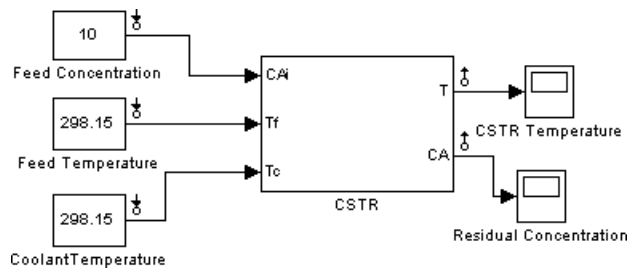 10
Feed Concentration
298.15
Feed Temperature
298.15
CoolantTemperature
CAi
Tf
Tc
T
CA
CSTR
CSTR Temperature
Residual Concentration